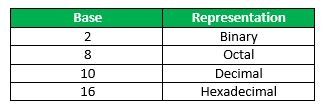 Base Representation
2 Binary
8 Octal
10 Decimal
16 Hexadecimal